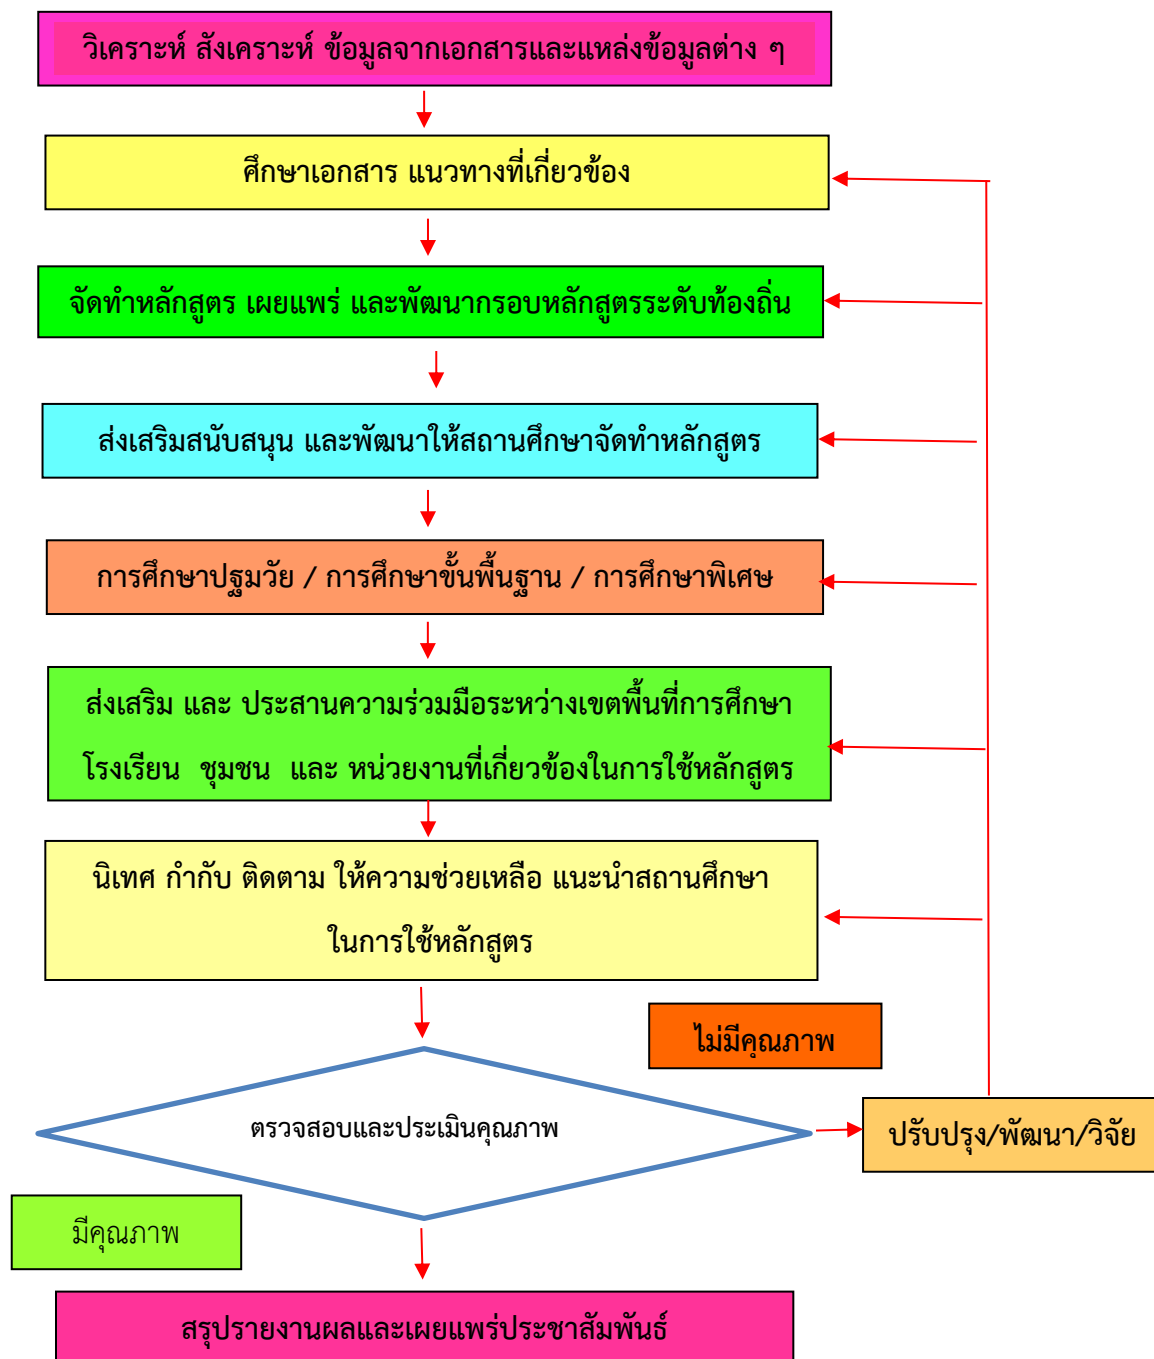 วิเคราะห์ สังเคราะห์ ข้อมูลจากเอกสารและแหล่งข้อมูลต่าง ๆ
ศึกษาเอกสาร แนวทางที่เกี่ยวข้อง
จัดทำหลักสูตร เผยแพร่ และพัฒนากรอบหลักสูตรระดับท้องถิ่น
ส่งเสริมสนับสนุน และพัฒนาให้สถานศึกษาจัดทำหลักสูตร
การศึกษาปฐมวัย / การศึกษาขั้นพื้นฐาน / การศึกษาพิเศษ
ส่งเสริม และ ประสานความร่วมมือระหว่างเขตพื้นที่การศึกษา
โรงเรียน ชุมชน และ หน่วยงานที่เกี่ยวข้องในการใช้หลักสูตร
นิเทศ กำกับ ติดตาม ให้ความช่วยเหลือ แนะนำสถานศึกษา
ในการใช้หลักสูตร
ไม่มีคุณภาพ
ตรวจสอบและประเมินคุณภาพ
ปรับปรุง/พัฒนา/วิจัย
มีคุณภาพ
สรุปรายงานผลและเผยแพร่ประชาสัมพันธ์